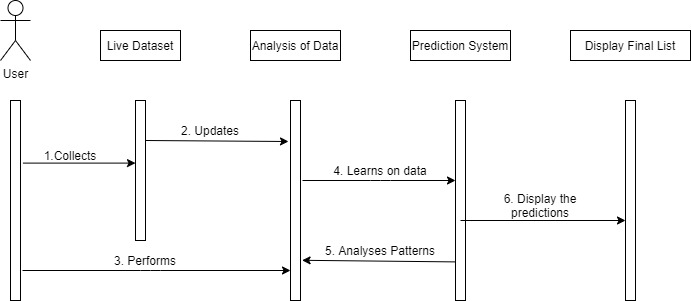 User
Live Dataset
Analysis of Data
Prediction System
Display Final List
1.Collects
2. Updates
4. Learns on data
6. Display the
predictions
3. Performs
5. Analyses Patterns